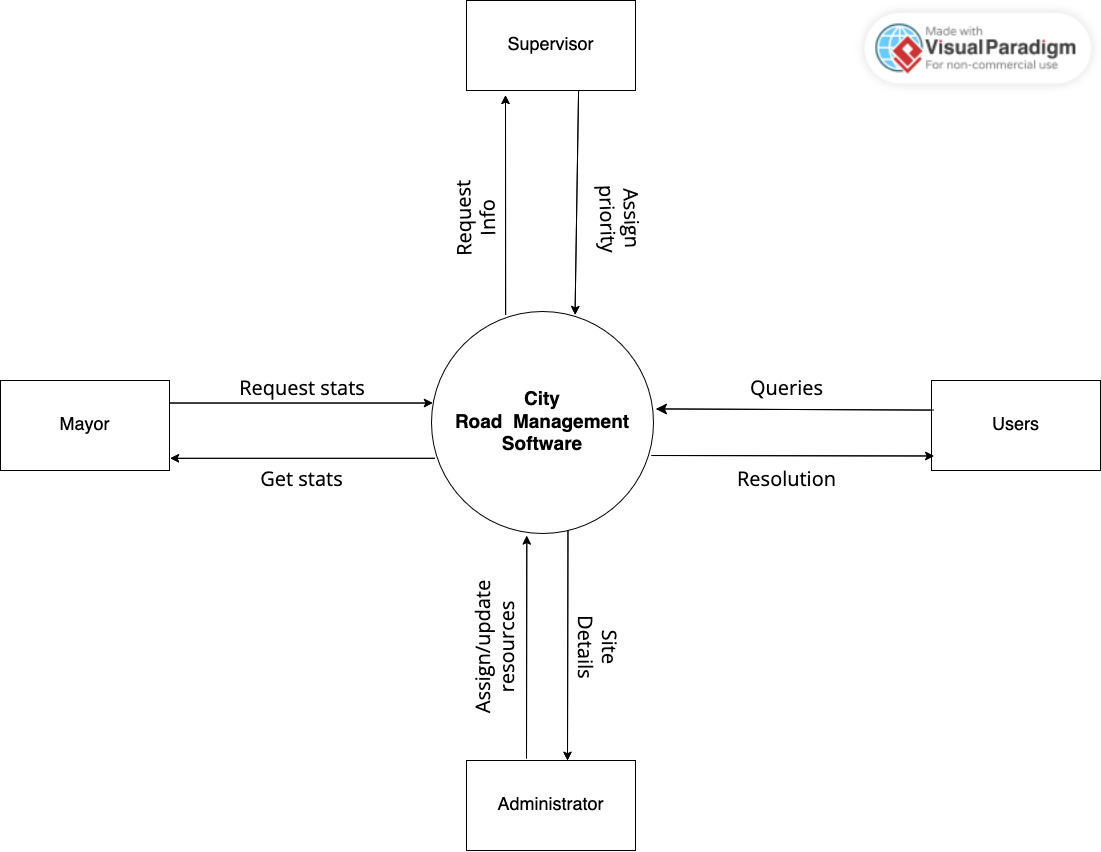 Supervisor
Made with
Visual Paradigm
For non-commercial use
Request
Info
Assign
priority
Request stats
Queries
Mayor
City
Road Management
Software
Users
Get stats
Resolution
Assign/update
resources
Site
Details
Administrator